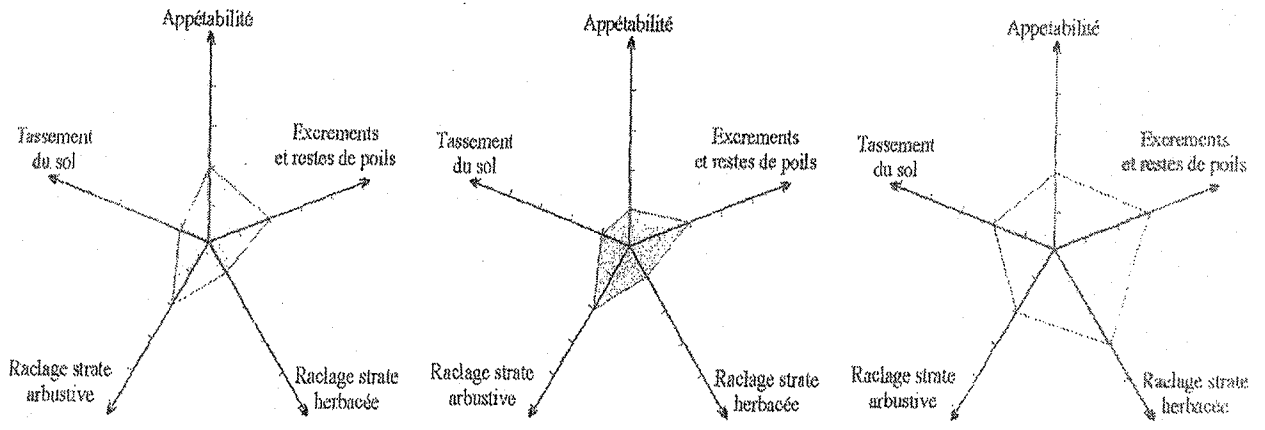 Appétabilité
Tassement
du sol
Excrements
et restes de poils
Raclage strate
arbustive
Raclage strate
herbacée
Appétabilité
Tassement
du sol
Excrements
et restes de poils
Raclage strate
arbustive
Raclage strate
herbacée
Appetabilité
Tassement
du sol
Excrements
et restes de poils
Raclage strate
arbustive
Raclage strate
herbacée